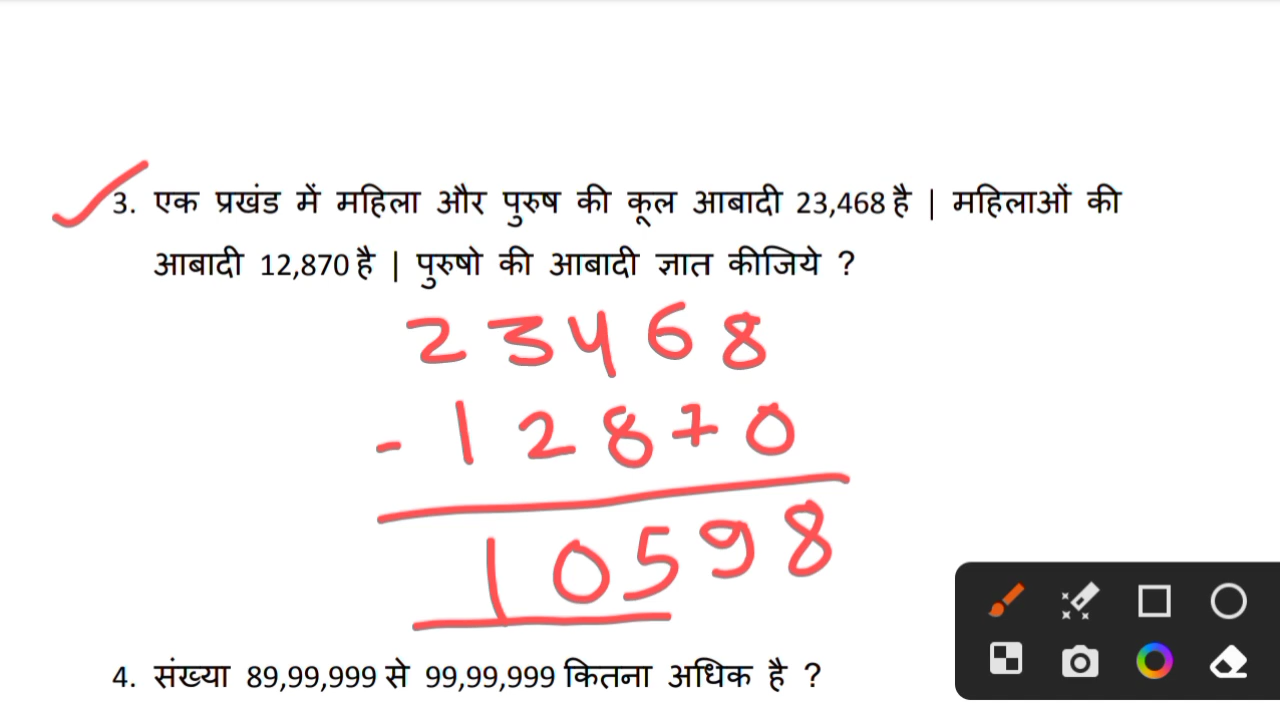 3. एक प्रखंड में महिला और पुरुष की कूल आबादी 23,468 है | महिलाओं की
आबादी 12,870 है | पुरुषो की आबादी ज्ञात कीजिये ?
23468
- 12870
10598
4. संख्या 89,99,999 से 99,99,999 कितना अधिक है ?